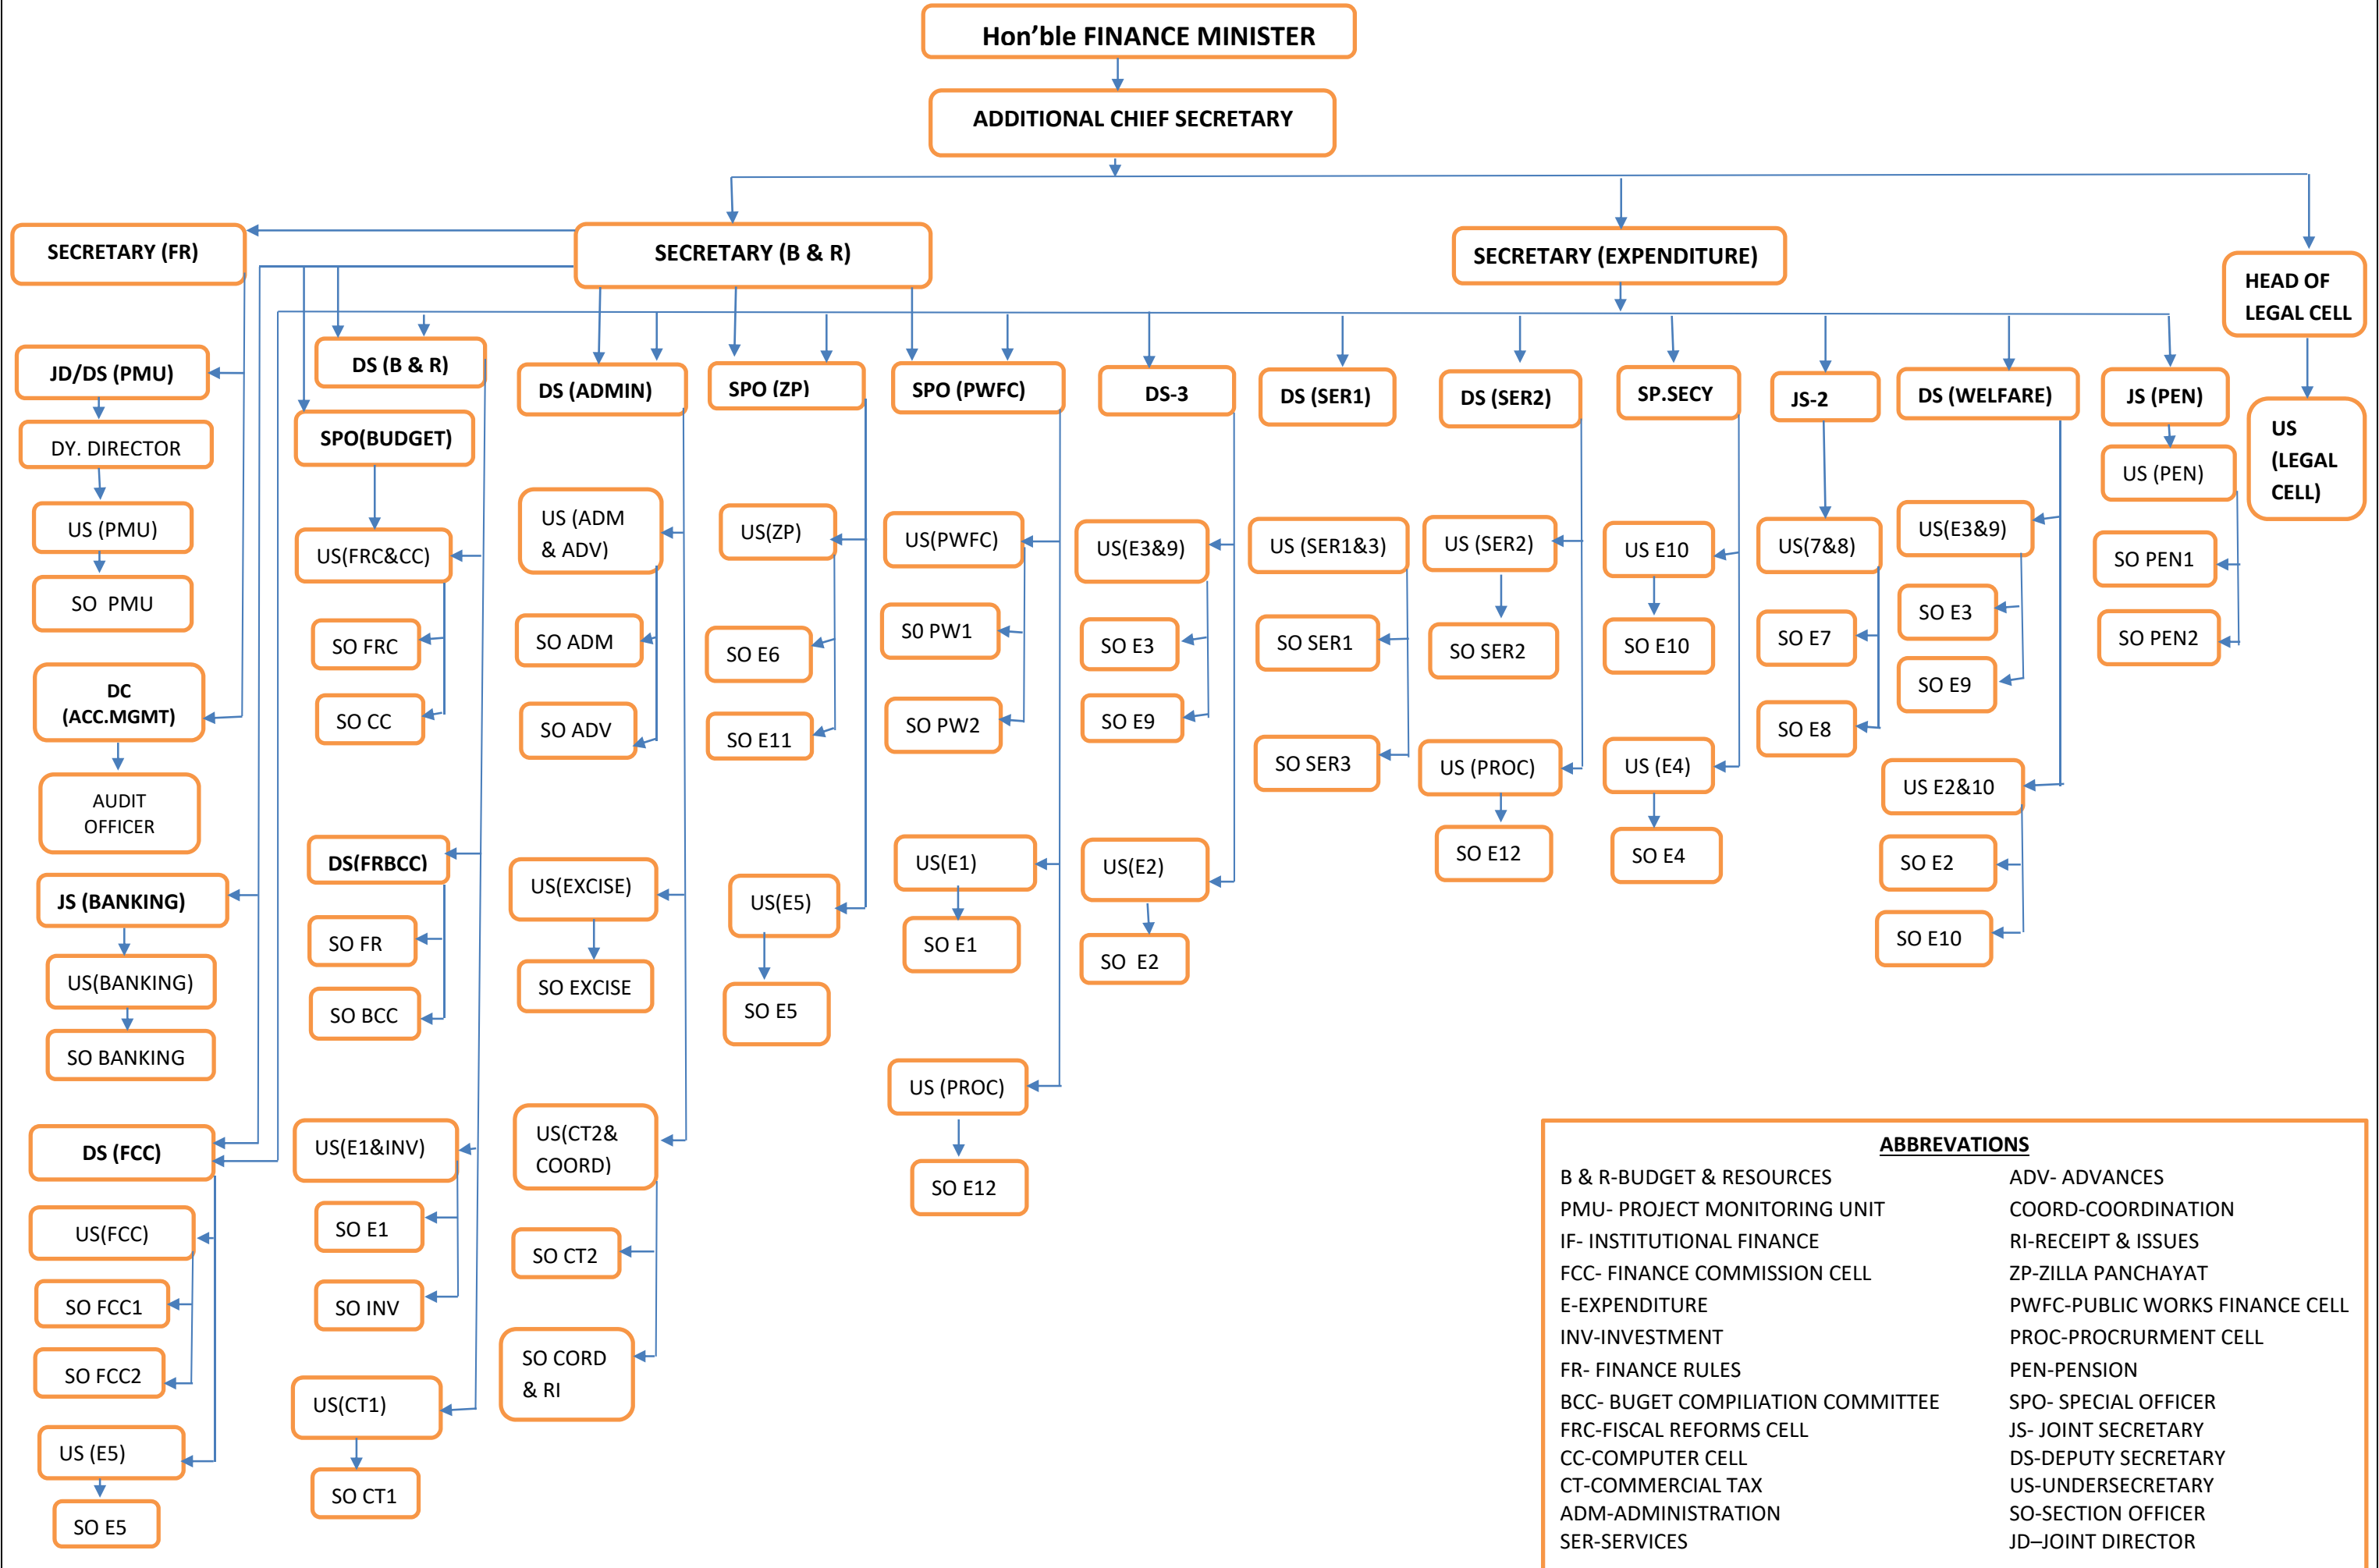 Hon’ble FINANCE MINISTER
ADDITIONAL CHIEF SECRETARY
SECRETARY (FR)
SECRETARY (B & R)
SECRETARY (EXPENDITURE)
HEAD OF
LEGAL CELL
US
(LEGAL
CELL)
JD/DS (PMU)
DY. DIRECTOR
US (PMU)
SO  PMU
DC
(ACC.MGMT)
AUDIT
OFFICER
JS (BANKING)
US(BANKING)
SO BANKING
DS (FCC)
US(FCC)
SO FCC1
SO FCC2
US (E5)
SO E5
DS (B & R)
SPO(BUDGET)
US(FRC&CC)
SO FRC
SO CC
DS(FRBCC)
SO FR
SO BCC
US(E1&INV)
SO E1
SO INV
US(CT1)
SO CT1
DS (ADMIN)
US (ADM
& ADV)
SO ADM
SO ADV
US(EXCISE)
SO EXCISE
US(CT2&
COORD)
SO CT2
SO CORD
& RI
SPO (ZP)
US(ZP)
SO E6
SO E11
US(E5)
SO E5
SPO (PWFC)
US(PWFC)
S0 PW1
SO PW2
US(E1)
SO E1
US (PROC)
SO E12
DS-3
US(E3&9)
SO E3
SO E9
US(E2)
SO  E2
DS (SER1)
US (SER1&3)
SO SER1
SO SER3
DS (SER2)
US (SER2)
SO SER2
US (PROC)
SO E12
SP.SECY
US E10
SO E10
US (E4)
SO E4
JS-2
US(7&8)
SO E7
SO E8
DS (WELFARE)
US(E3&9)
SO E3
SO E9
US E2&10
SO E2
SO E10
JS (PEN)
US (PEN)
SO PEN1
SO PEN2
ABBREVATIONS
B & R-BUDGET & RESOURCES
PMU- PROJECT MONITORING UNIT
IF- INSTITUTIONAL FINANCE
FCC- FINANCE COMMISSION CELL
E-EXPENDITURE
INV-INVESTMENT
FR- FINANCE RULES
BCC- BUGET COMPILIATION COMMITTEE
FRC-FISCAL REFORMS CELL
CC-COMPUTER CELL
CT-COMMERCIAL TAX
ADM-ADMINISTRATION
SER-SERVICES
ADV- ADVANCES
COORD-COORDINATION
RI-RECEIPT & ISSUES
ZP-ZILLA PANCHAYAT
PWFC-PUBLIC WORKS FINANCE CELL
PROC-PROCRURMENT CELL
PEN-PENSION
SPO- SPECIAL OFFICER
JS- JOINT SECRETARY
DS-DEPUTY SECRETARY
US-UNDERSECRETARY
SO-SECTION OFFICER
JD–JOINT DIRECTOR